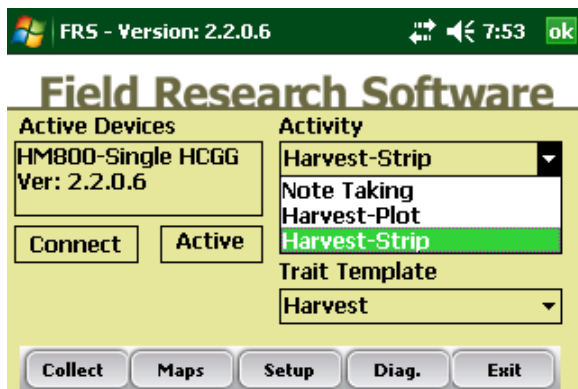 FRS - Version: 2.2.0.6 7:53 ok
Field Research Software
Active Devices
HM800-Single HCGG
Ver: 2.2.0.6
Connect Active
Activity
Harvest-Strip
Note Taking
Harvest-Plot
Harvest-Strip
Trait Template
Harvest
Collect Maps Setup Diag. Exit